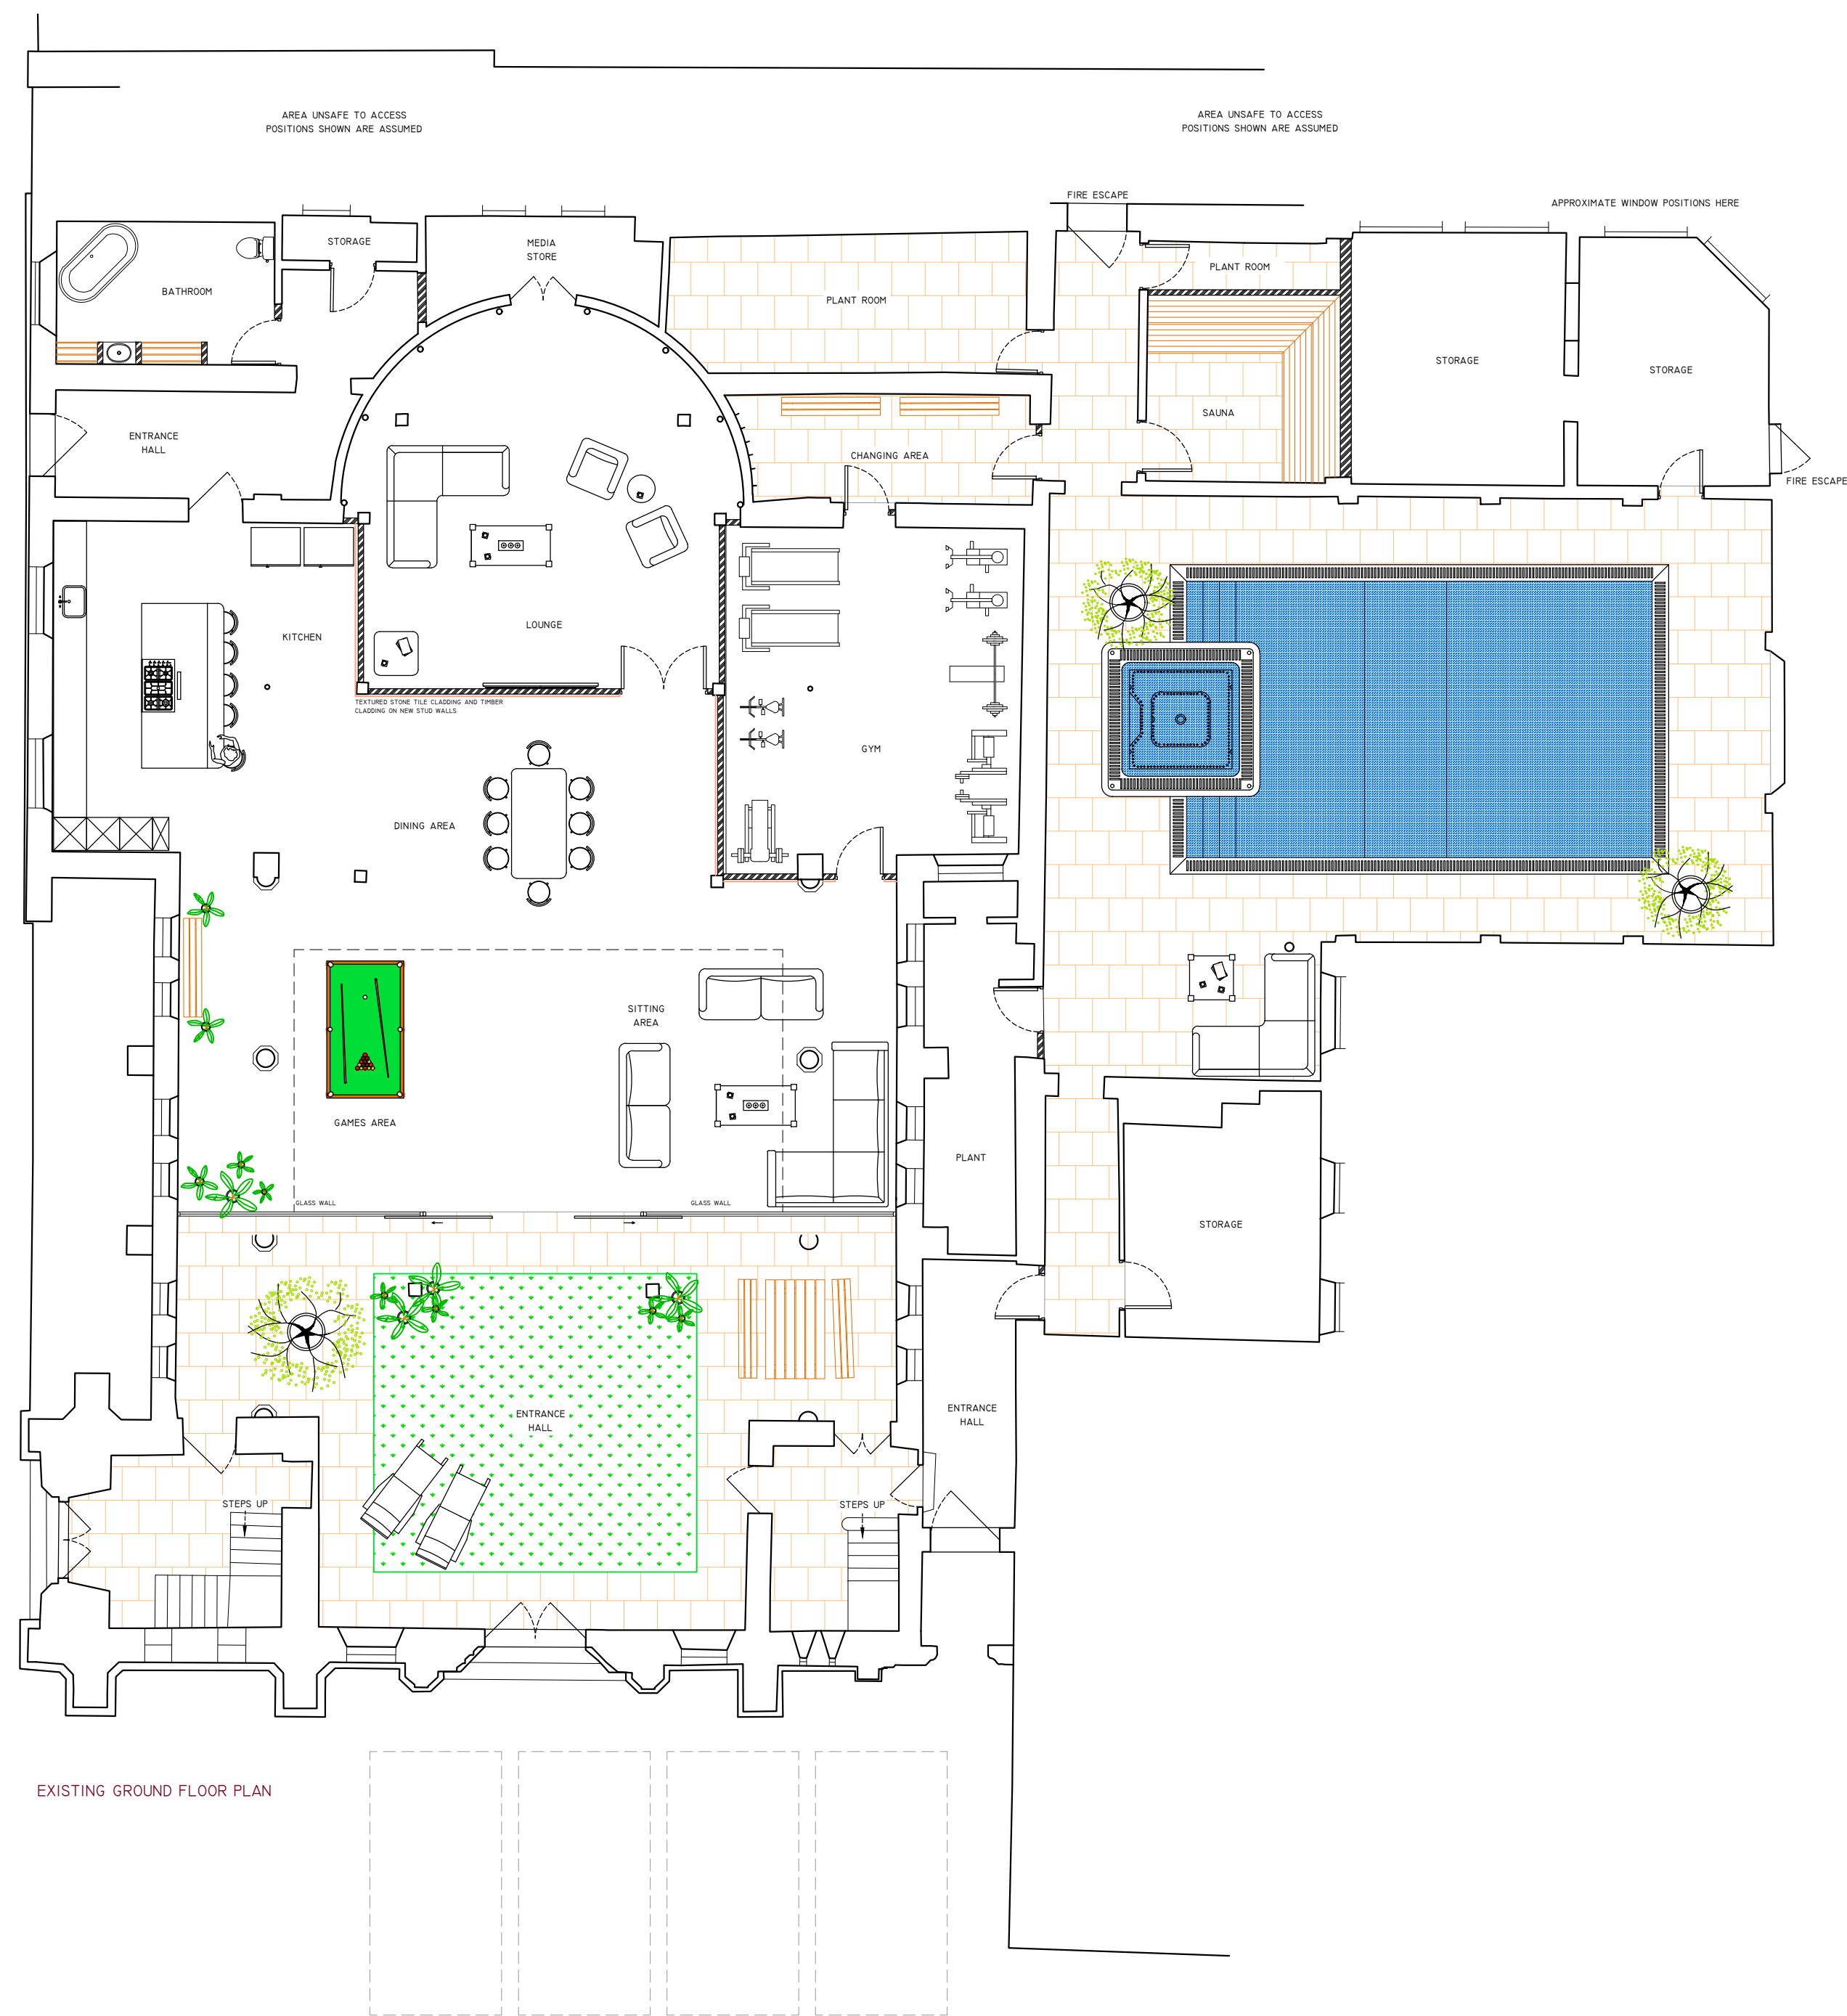 AREA UNSAFE TO ACCESS
POSITIONS SHOWN ARE ASSUMED
AREA UNSAFE TO ACCESS
POSITIONS SHOWN ARE ASSUMED
FIRE ESCAPE
APPROXIMATE WINDOW POSITIONS HERE
STORAGE
MEDIA
STORE
BATHROOM
PLANT ROOM
PLANT ROOM
STORAGE
STORAGE
SAUNA
ENTRANCE
HALL
CHANGING AREA
FIRE ESCAPE
LOUNGE
KITCHEN
TEXTURED STONE TILE CLADDING AND TIMBER
CLADDING ON NEW STUD WALLS
GYM
DINING AREA
SITTING
AREA
GAMES AREA
PLANT
GLASS WALL
GLASS WALL
STORAGE
ENTRANCE
HALL
ENTRANCE
HALL
STEPS UP
STEPS UP
EXISTING GROUND FLOOR PLAN